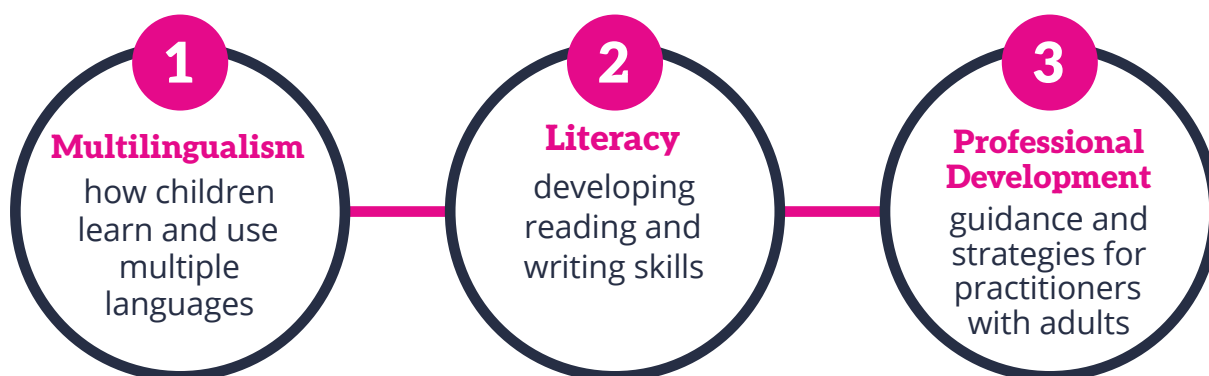 1
Multilingualism
how children
learn and use
multiple
languages
2
Literacy
developing
reading and
writing skills
3
Professional
Development
guidance and
strategies for
practitioners
with adults